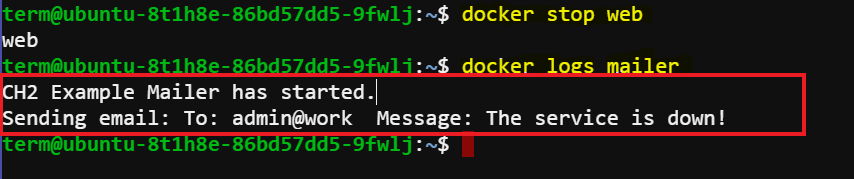 term@ubuntu-8t1h8e-86bd57dd5-9fwlj:~$ docker stop web
web
term@ubuntu-8t1h8e-86bd57dd5-9fwlj:~$ docker logs mailer
CH2 Example Mailer has started.
Sending email: To: admin@work  Message: The service is down!
term@ubuntu-8t1h8e-86bd57dd5-9fwlj:~$